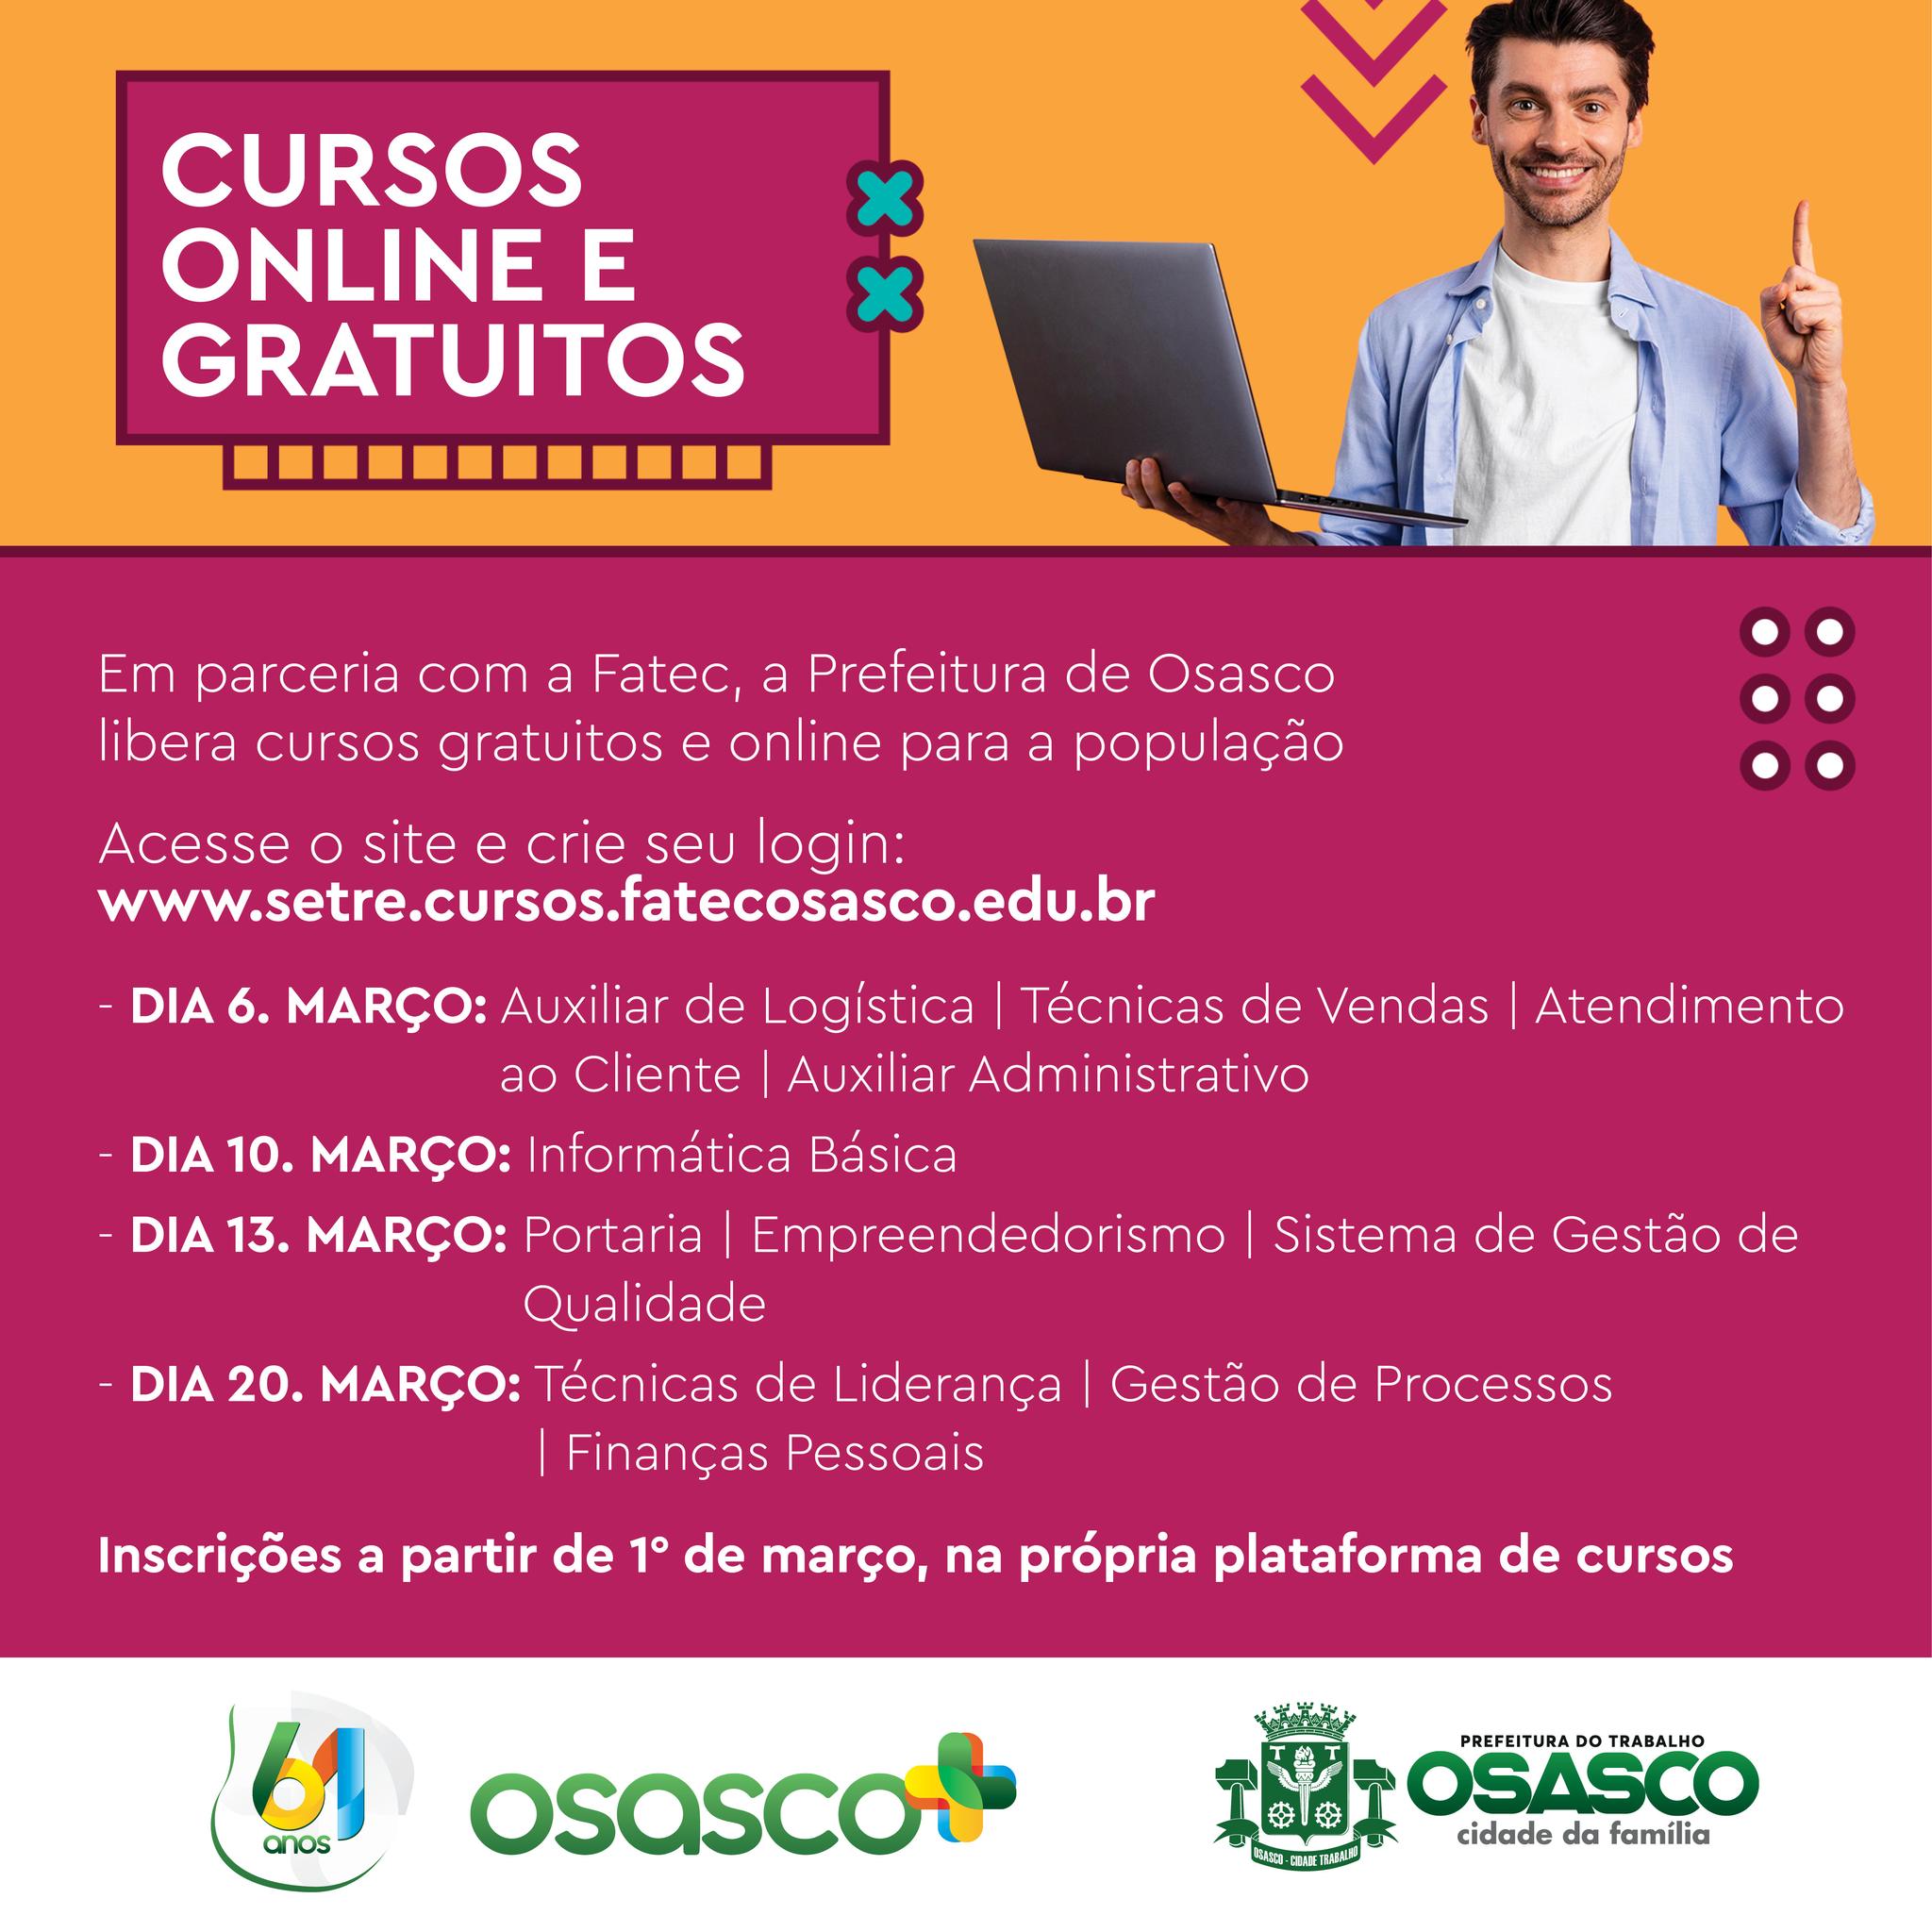 CURSOS
ONLINE E
GRATUITOS
Em parceria com a Fatec, a Prefeitura de Osasco
libera cursos gratuitos e online para a população
Acesse o site e crie seu login:
www.setre.cursos.fatecosasco.edu.br
- DIA 6. MARÇO: Auxiliar de Logística | Técnicas de Vendas | Atendimento
ao Cliente | Auxiliar Administrativo
- DIA 10. MARÇO: Informática Básica
- DIA 13. MARÇO: Portaria | Empreendedorismo | Sistema de Gestão de
Qualidade
- DIA 20. MARÇO: Técnicas de Liderança | Gestão de Processos
| Finanças Pessoais
Inscrições a partir de 1º de março, na própria plataforma de cursos
61
anos
osasco+
T T
OSASCO - CIDADE TRABALHO
PREFEITURA DO TRABALHO
OSASCO
cidade da família